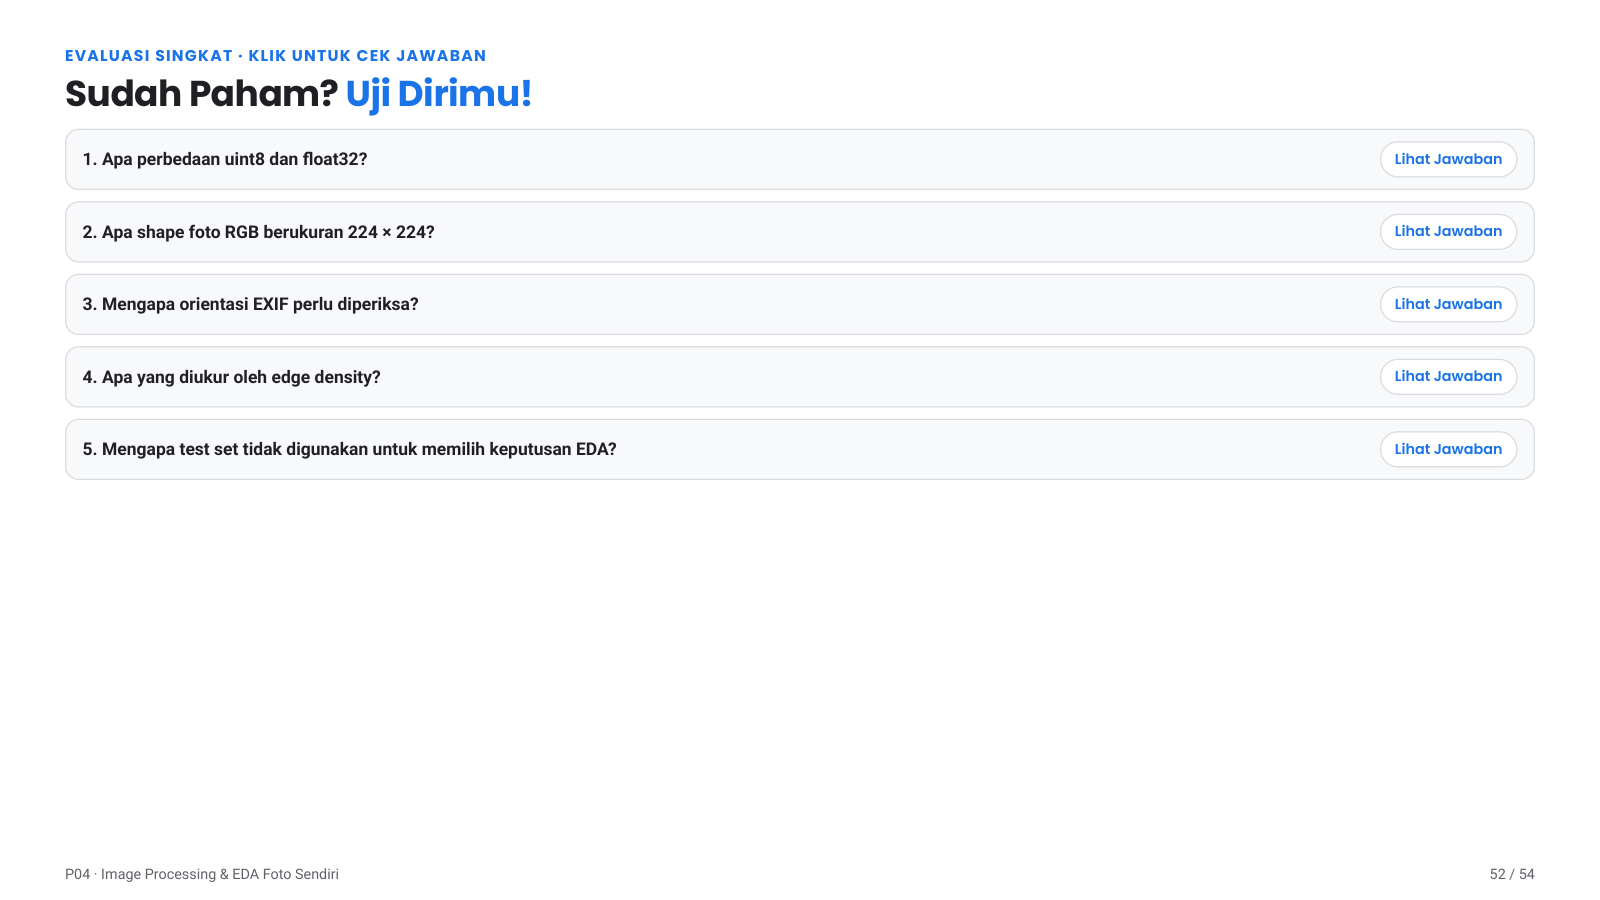 EVALUASI SINGKAT · KLIK UNTUK CEK JAWABAN
Sudah Paham? Uji Dirimu!
1. Apa perbedaan uint8 dan float32?
Lihat Jawaban
2. Apa shape foto RGB berukuran 224 × 224?
Lihat Jawaban
3. Mengapa orientasi EXIF perlu diperiksa?
Lihat Jawaban
4. Apa yang diukur oleh edge density?
Lihat Jawaban
5. Mengapa test set tidak digunakan untuk memilih keputusan EDA?
Lihat Jawaban
P04 · Image Processing & EDA Foto Sendiri
52 / 54